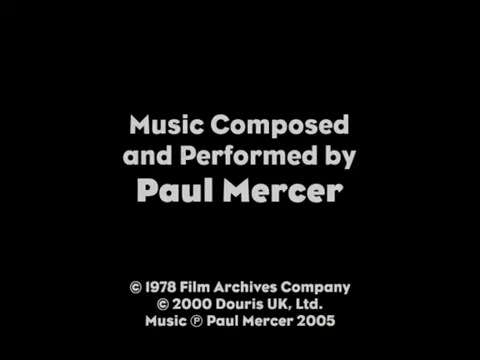 Music Composed
and Performed by
Paul Mercer
© 1978 Film Archives Company
© 2000 Douris UK, Ltd.
Music ℗ Paul Mercer 2005